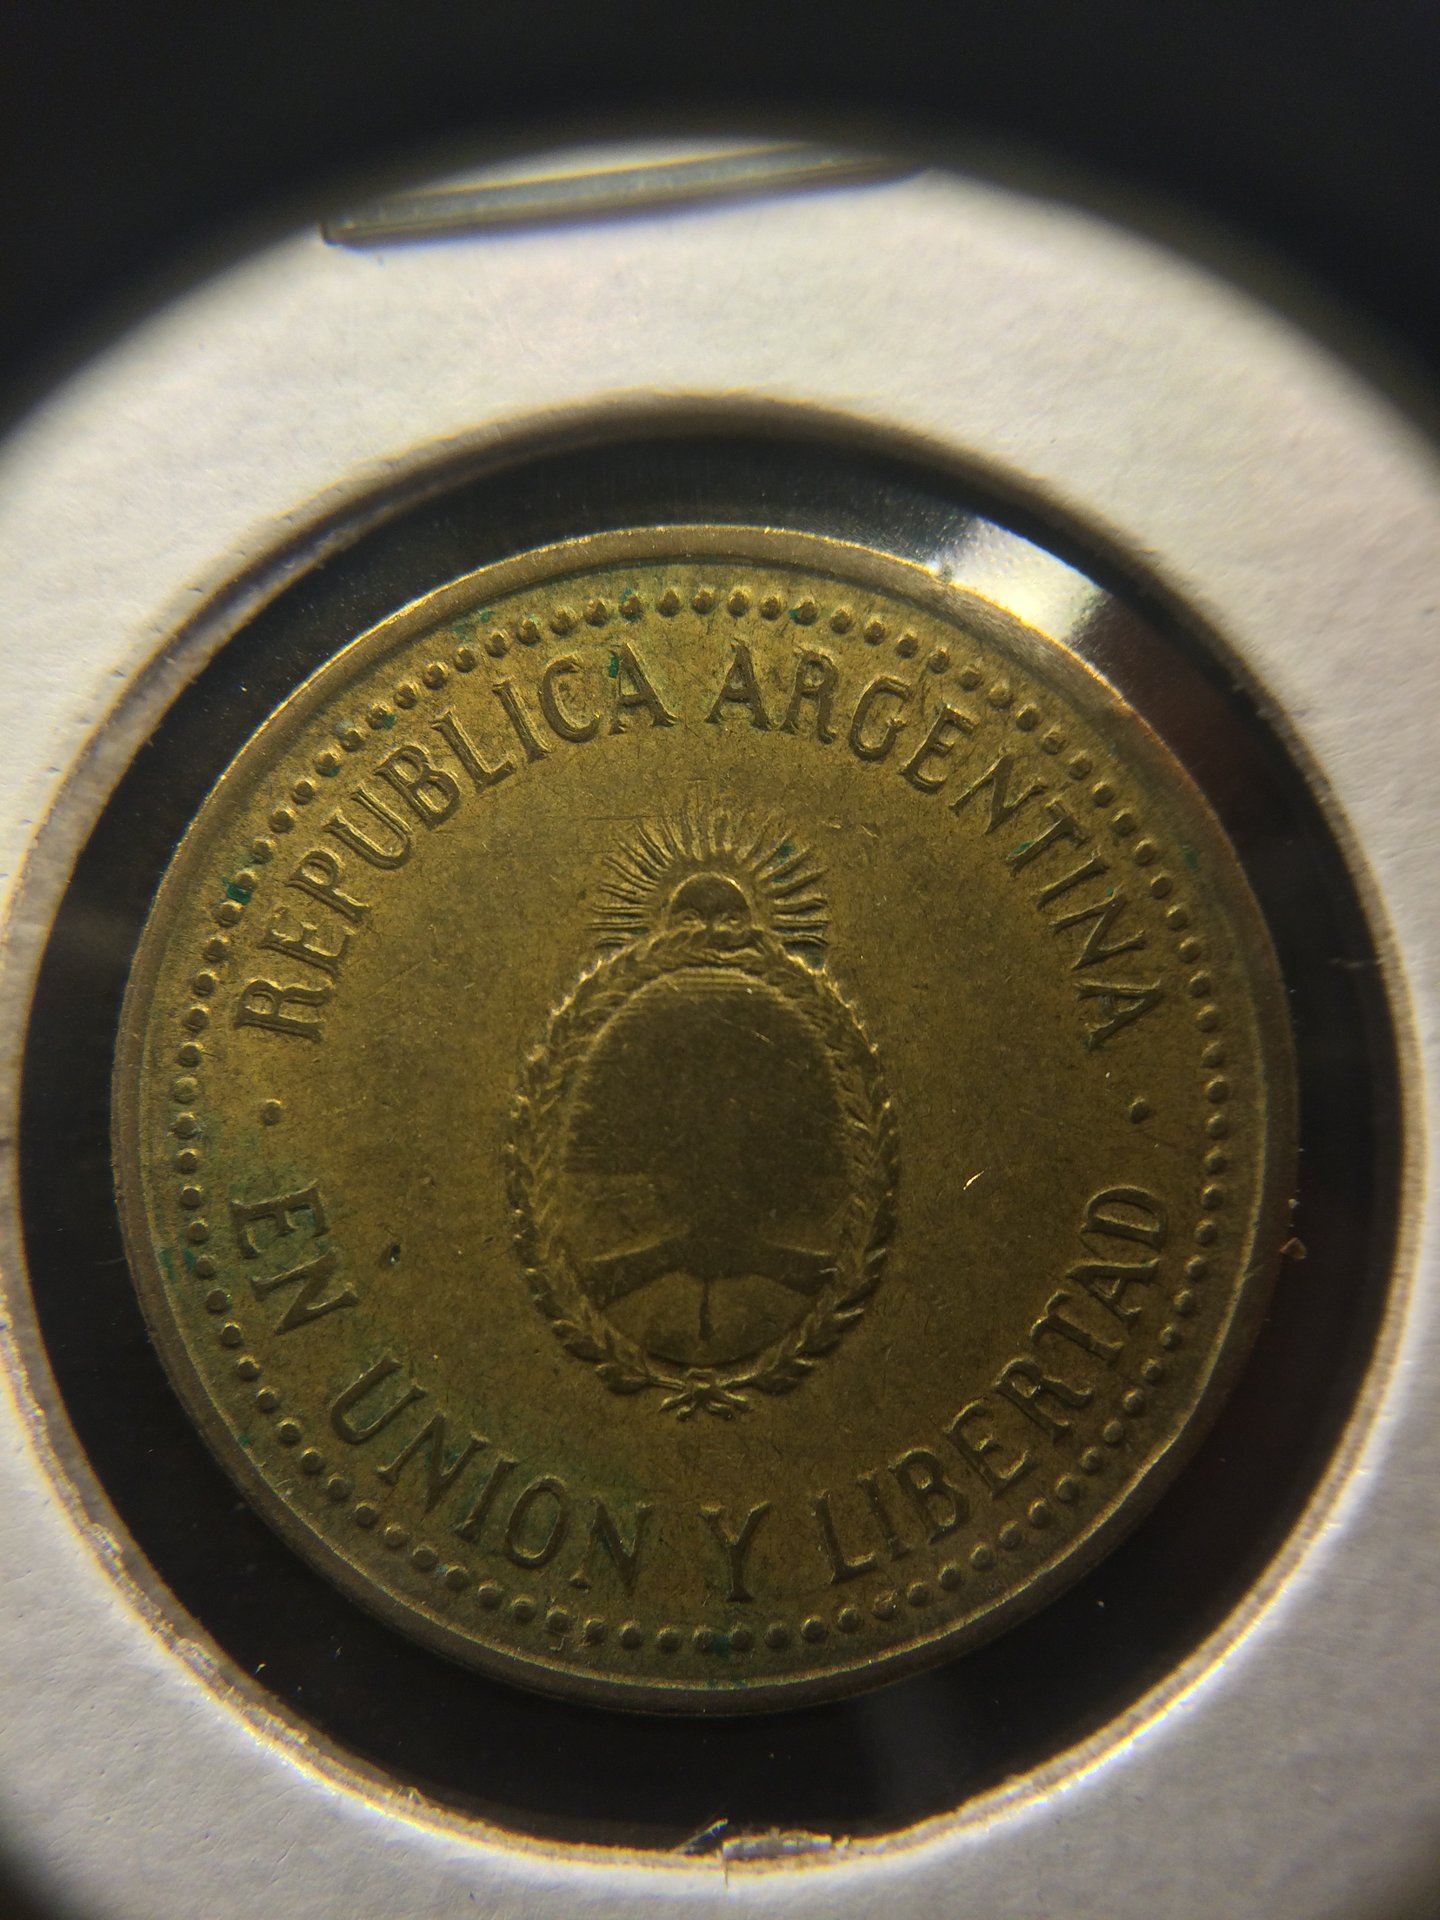 REPUBLICA ARGENTINA
· EN UNION Y LIBERTAD ·